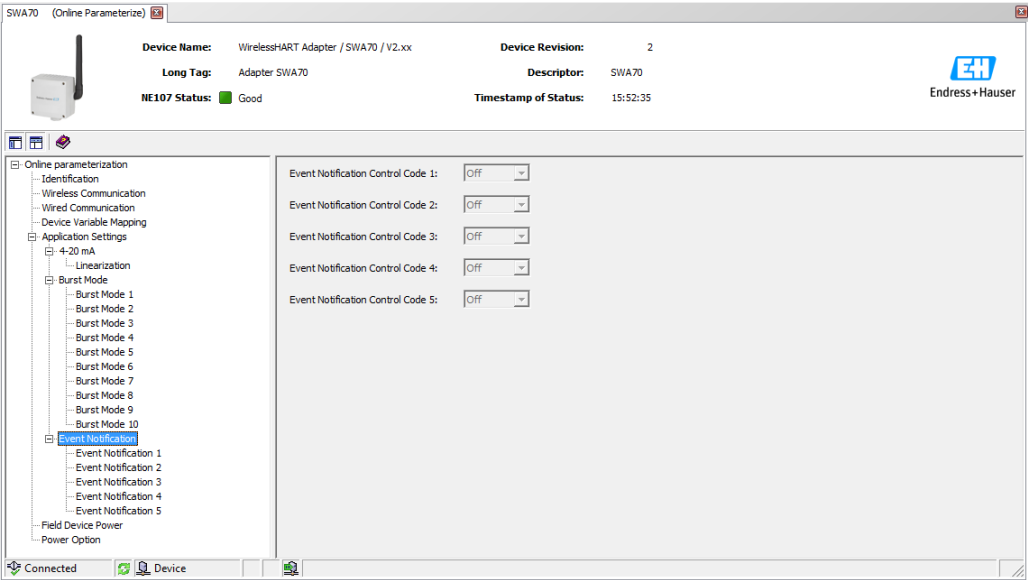 SWA70 (Online Parameterize)
Device Name: WirelessHART Adapter / SWA70 / V2.xx Device Revision: 2
Long Tag: Adapter SWA70 Descriptor: SWA70
NE107 Status: Good Timestamp of Status: 15:52:35
EH
Endress+Hauser
Online parameterization
Identification
Wireless Communication
Wired Communication
Device Variable Mapping
Application Settings
4-20 mA
Linearization
Burst Mode
Burst Mode 1
Burst Mode 2
Burst Mode 3
Burst Mode 4
Burst Mode 5
Burst Mode 6
Burst Mode 7
Burst Mode 8
Burst Mode 9
Burst Mode 10
Event Notification
Event Notification 1
Event Notification 2
Event Notification 3
Event Notification 4
Event Notification 5
Field Device Power
Power Option
Event Notification Control Code 1: Off
Event Notification Control Code 2: Off
Event Notification Control Code 3: Off
Event Notification Control Code 4: Off
Event Notification Control Code 5: Off
Connected Device